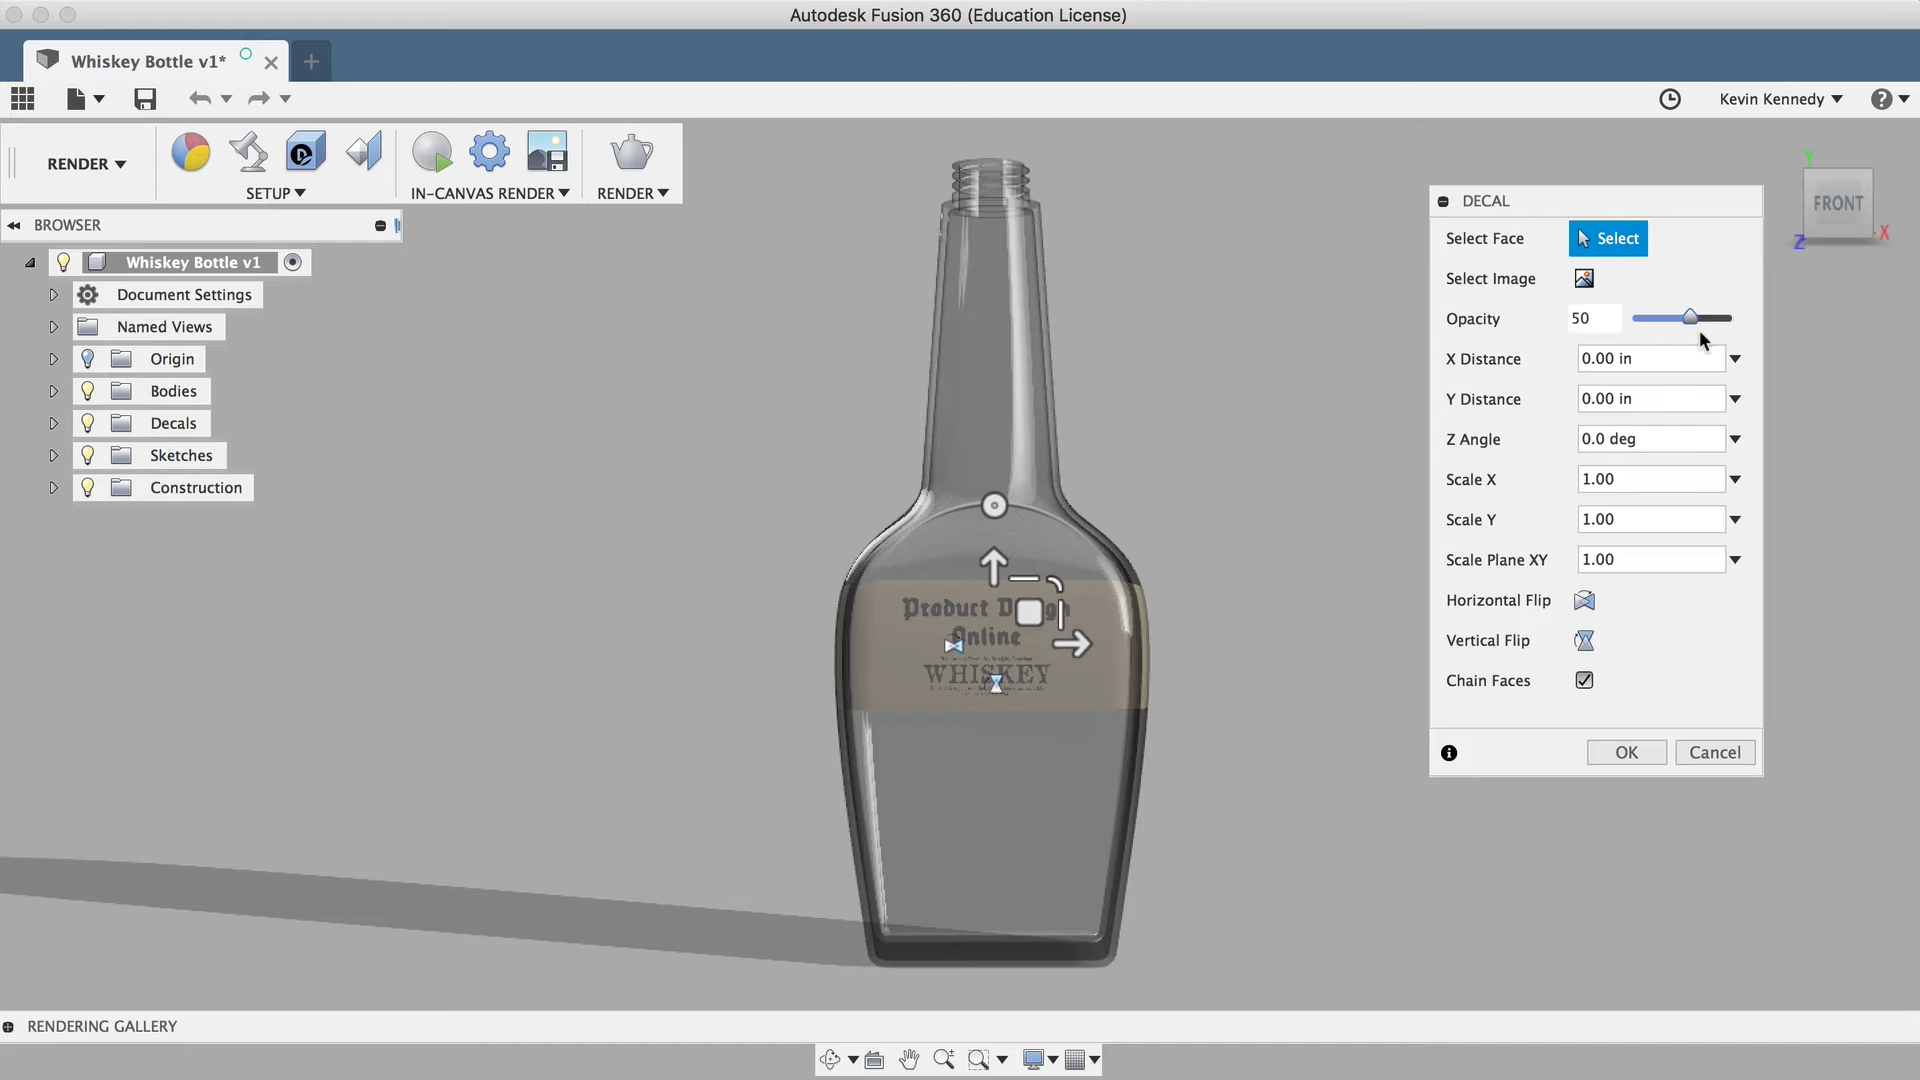 Autodesk Fusion 360 (Education License)
Whiskey Bottle v1*
Kevin Kennedy
RENDER
SETUP
IN-CANVAS RENDER
RENDER
BROWSER
Whiskey Bottle v1
Document Settings
Named Views
Origin
Bodies
Decals
Sketches
Construction
Product
Online
WHISKEY
Y
FRONT
X
Z
DECAL
Select Face
Select
Select Image
Opacity
50
X Distance
0.00 in
Y Distance
0.00 in
Z Angle
0.0 deg
Scale X
1.00
Scale Y
1.00
Scale Plane XY
1.00
Horizontal Flip
Vertical Flip
Chain Faces
OK
Cancel
RENDERING GALLERY